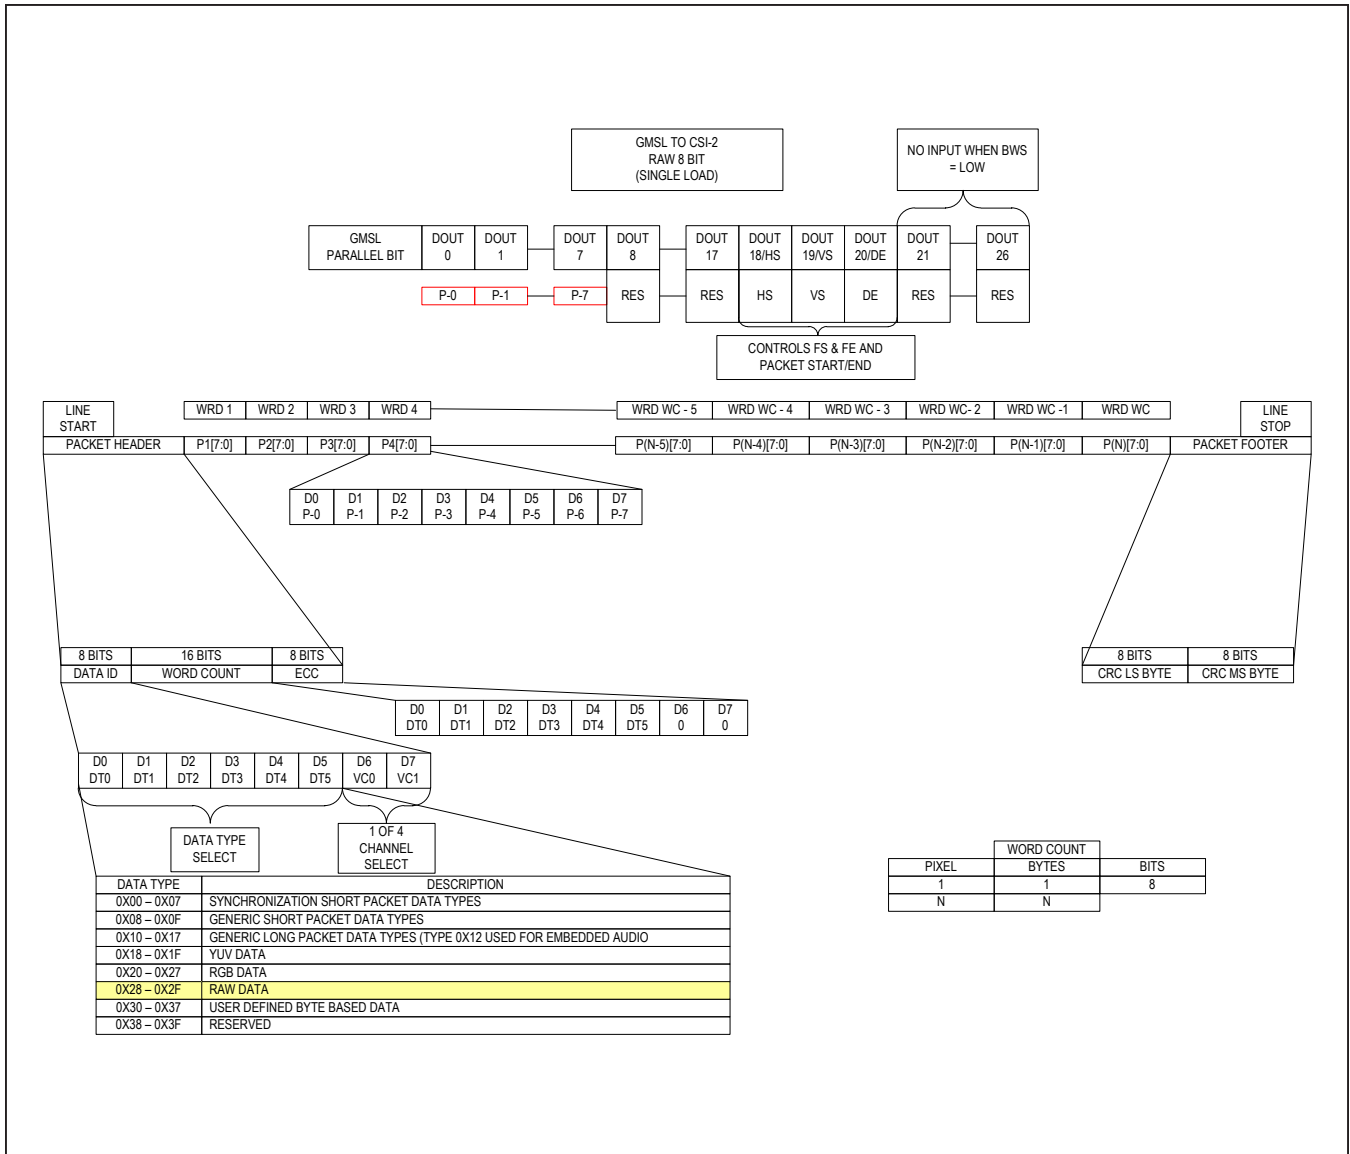 GMSL TO CSI-2
RAW 8 BIT
(SINGLE LOAD)
NO INPUT WHEN BWS
= LOW
GMSL
PARALLEL BIT
DOUT
0
DOUT
1
DOUT
7
DOUT
8
DOUT
17
DOUT
18/HS
DOUT
19/VS
DOUT
20/DE
DOUT
21
DOUT
26
P-0 P-1 P-7 RES RES HS VS DE RES RES
CONTROLS FS & FE AND
PACKET START/END
LINE
START
WRD 1 WRD 2 WRD 3 WRD 4 WRD WC - 5 WRD WC - 4 WRD WC - 3 WRD WC- 2 WRD WC -1 WRD WC
LINE
STOP
PACKET HEADER P1[7:0] P2[7:0] P3[7:0] P4[7:0] P(N-5)[7:0] P(N-4)[7:0] P(N-3)[7:0] P(N-2)[7:0] P(N-1)[7:0] P(N)[7:0] PACKET FOOTER
D0 D1 D2 D3 D4 D5 D6 D7
P-0 P-1 P-2 P-3 P-4 P-5 P-6 P-7
8 BITS 16 BITS 8 BITS
DATA ID WORD COUNT ECC
8 BITS 8 BITS
CRC LS BYTE CRC MS BYTE
D0 D1 D2 D3 D4 D5 D6 D7
DT0 DT1 DT2 DT3 DT4 DT5 0 0
D0 D1 D2 D3 D4 D5 D6 D7
DT0 DT1 DT2 DT3 DT4 DT5 VC0 VC1
DATA TYPE
SELECT
1 OF 4
CHANNEL
SELECT
WORD COUNT
PIXEL BYTES BITS
1 1 8
N N
DATA TYPE DESCRIPTION
0X00 – 0X07 SYNCHRONIZATION SHORT PACKET DATA TYPES
0X08 – 0X0F GENERIC SHORT PACKET DATA TYPES
0X10 – 0X17 GENERIC LONG PACKET DATA TYPES (TYPE 0X12 USED FOR EMBEDDED AUDIO
0X18 – 0X1F YUV DATA
0X20 – 0X27 RGB DATA
0X28 – 0X2F RAW DATA
0X30 – 0X37 USER DEFINED BYTE BASED DATA
0X38 – 0X3F RESERVED